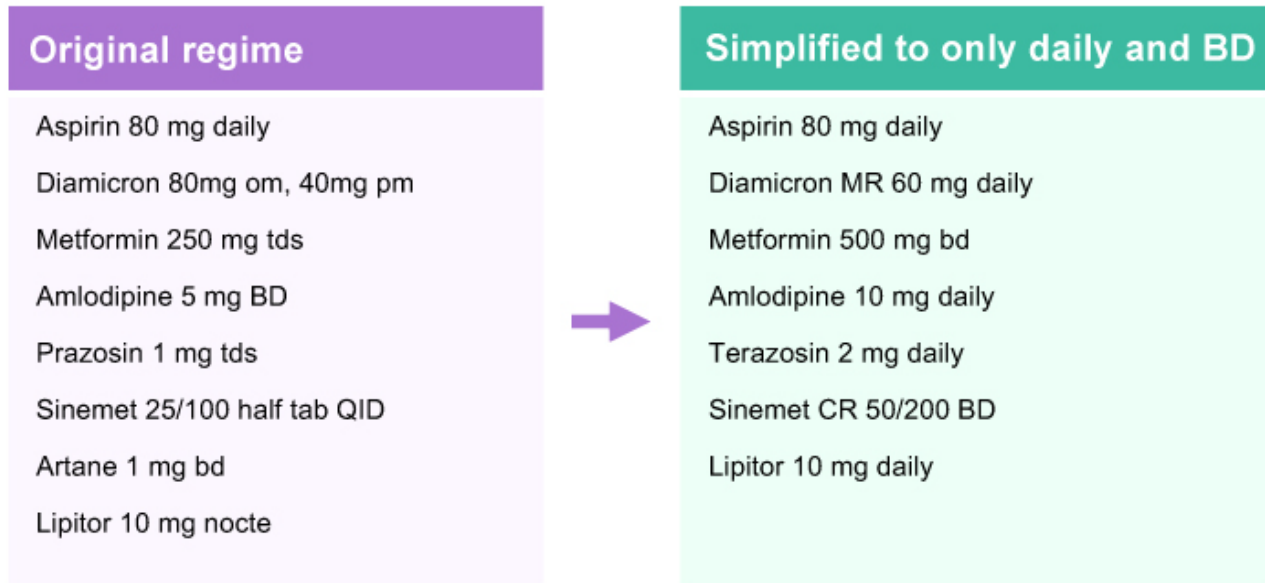 Original regime
Aspirin 80 mg daily
Diamicron 80mg om, 40mg pm
Metformin 250 mg tds
Amlodipine 5 mg BD
Prazosin 1 mg tds
Sinemet 25/100 half tab QID
Artane 1 mg bd
Lipitor 10 mg nocte
Simplified to only daily and BD
Aspirin 80 mg daily
Diamicron MR 60 mg daily
Metformin 500 mg bd
Amlodipine 10 mg daily
Terazosin 2 mg daily
Sinemet CR 50/200 BD
Lipitor 10 mg daily